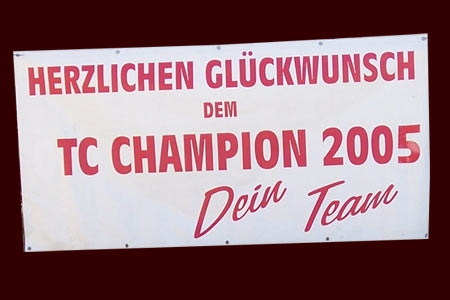 HERZLICHEN GLÜCKWUNSCH
DEM
TC CHAMPION 2005
Dein Team